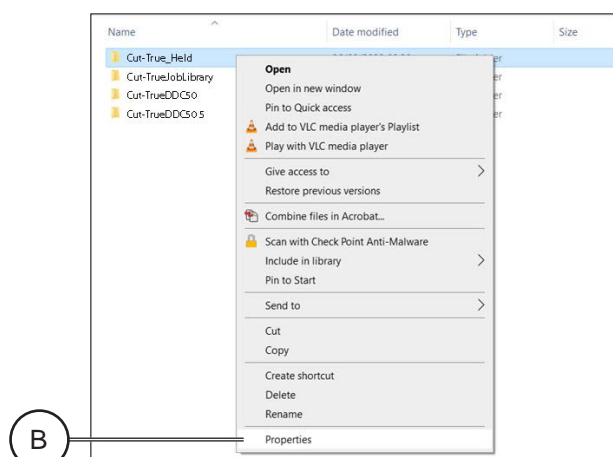 Name Date modified Type Size
Cut-True_Held
Cut-TrueJobLibrary
Cut-TrueDDC50
Cut-TrueDDC50 5
Open
Open in new window
Pin to Quick access
Add to VLC media player's Playlist
Play with VLC media player
Give access to
Restore previous versions
Combine files in Acrobat...
Scan with Check Point Anti-Malware
Include in library
Pin to Start
Send to
Cut
Copy
Create shortcut
Delete
Rename
B Properties